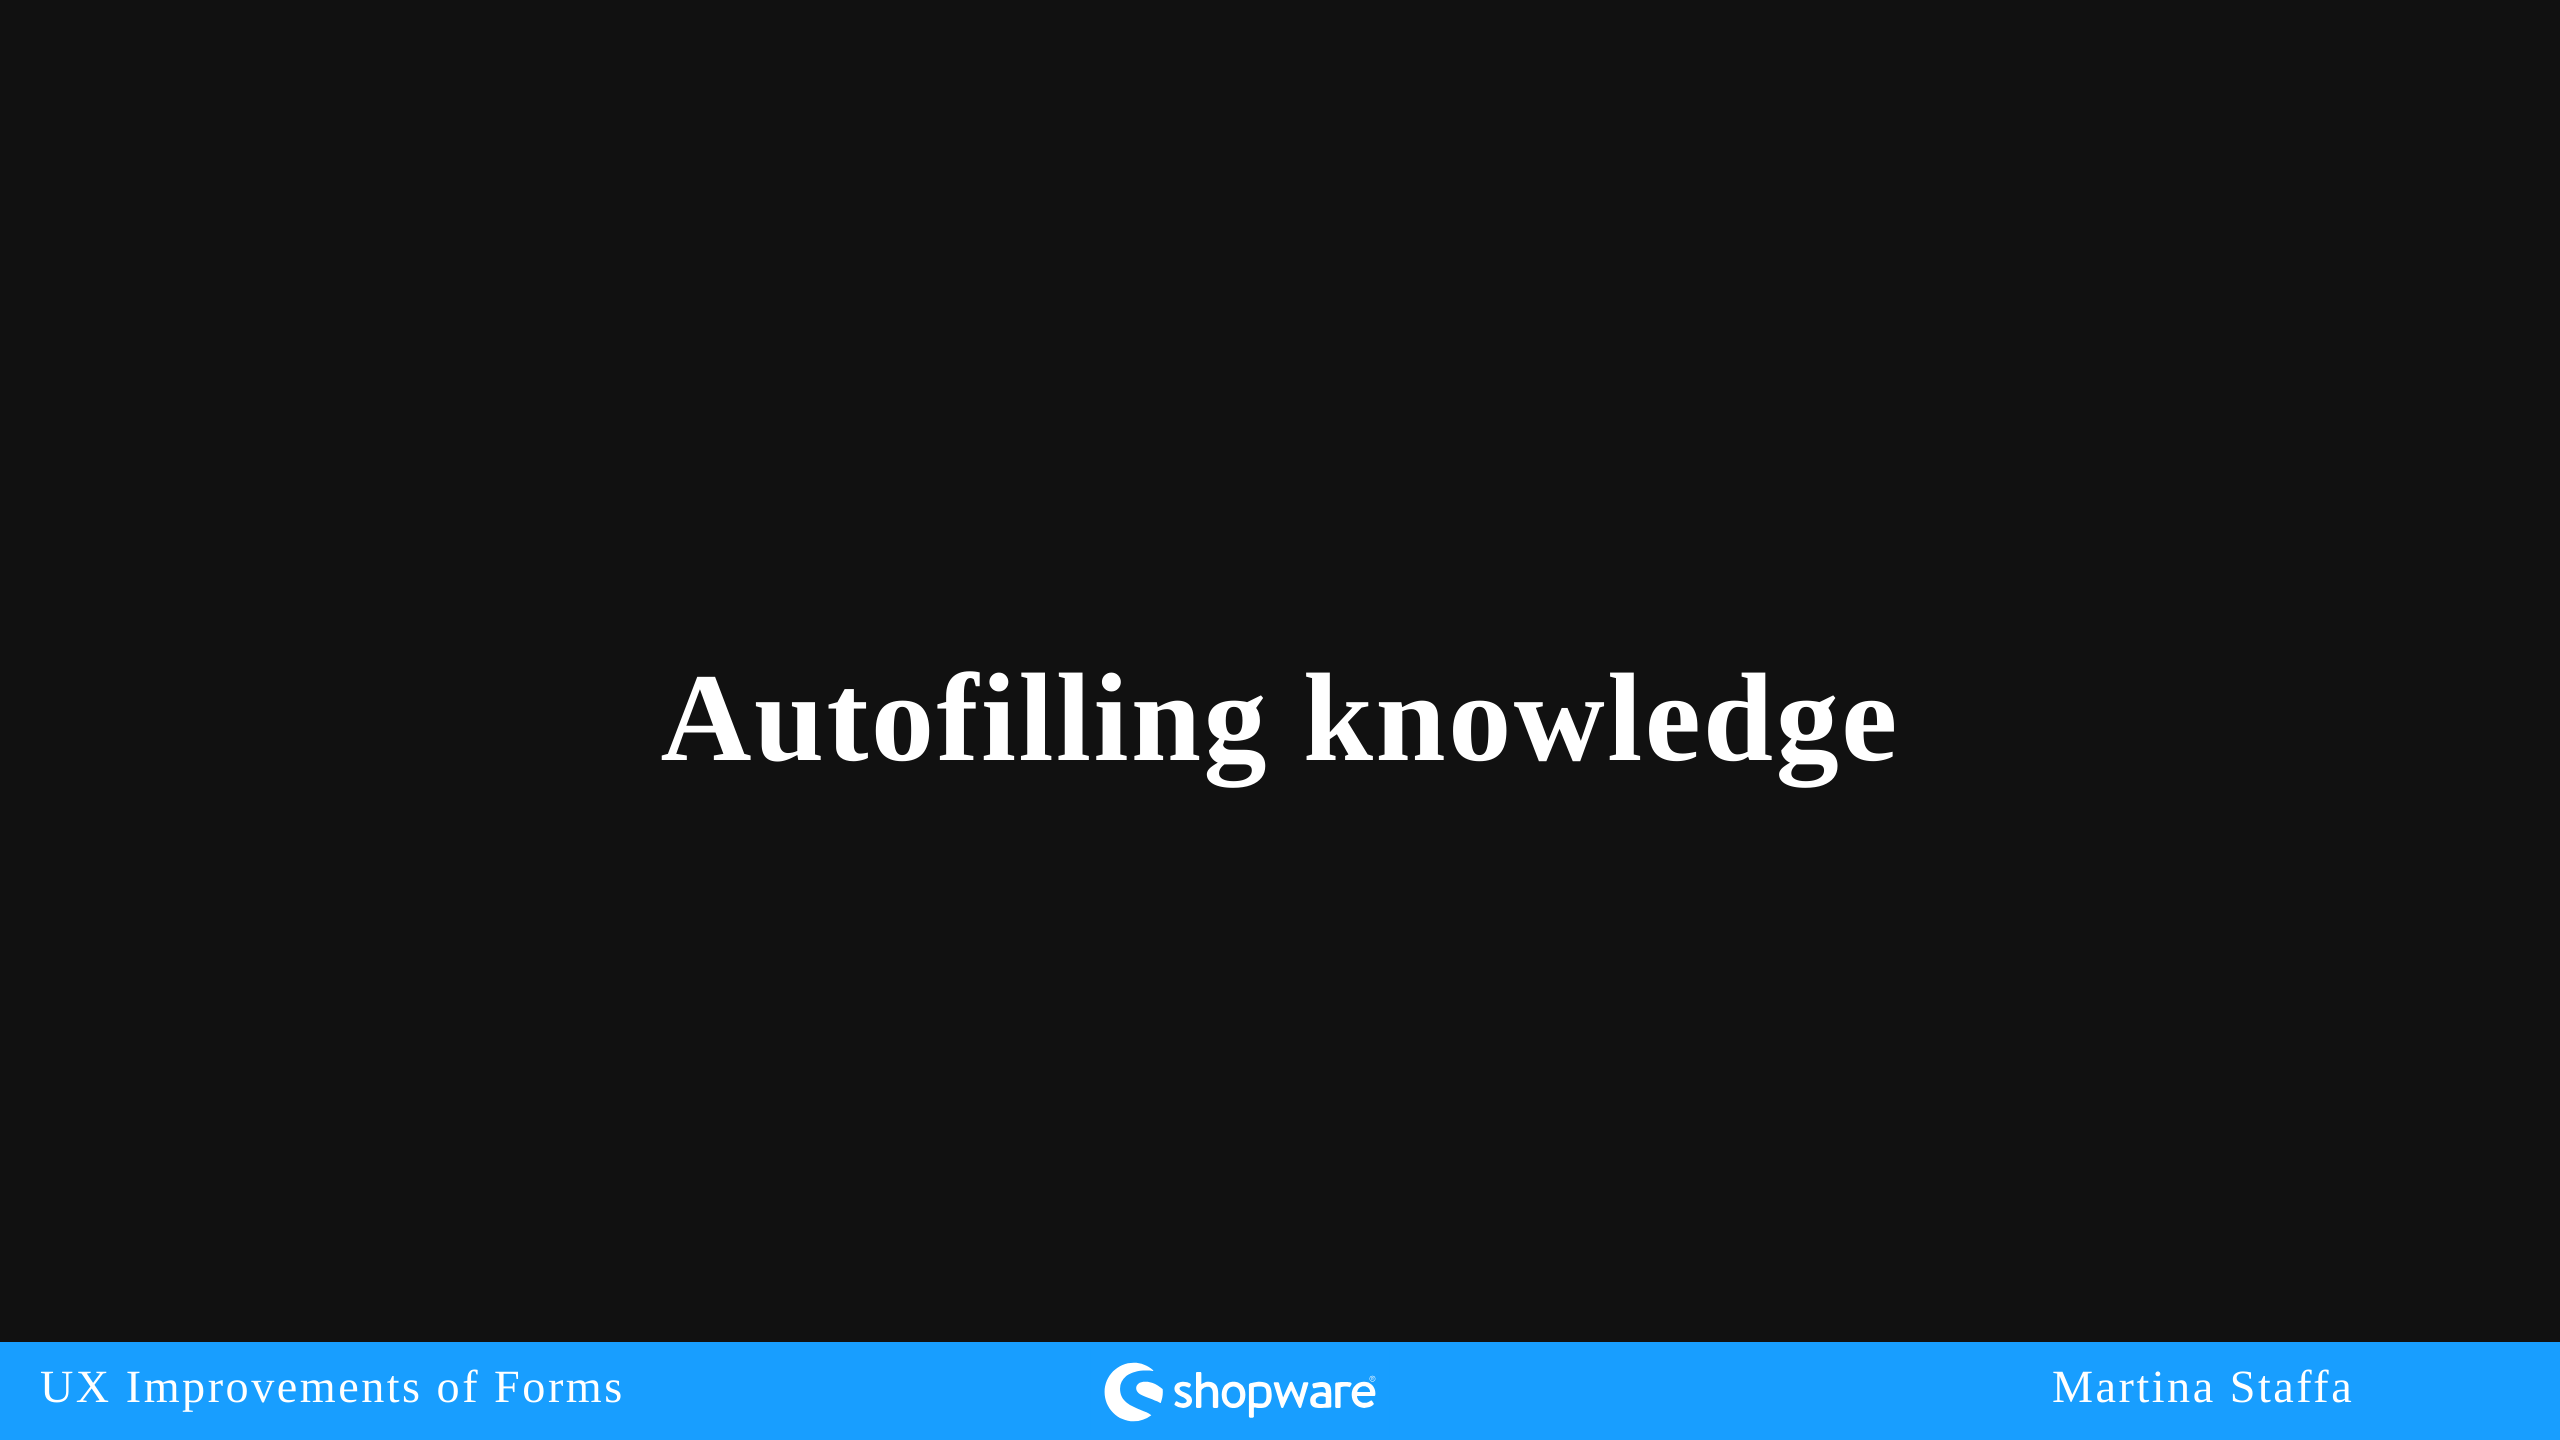 Autofilling knowledge
UX Improvements of Forms
shopware®
Martina Staffa